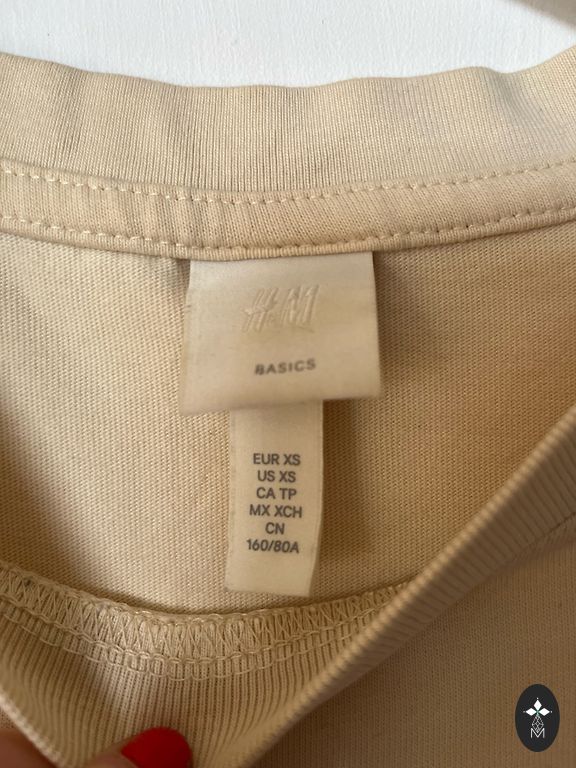 H&M
BASICS
EUR XS
US XS
CA TP
MX XCH
CN
160/80A
M